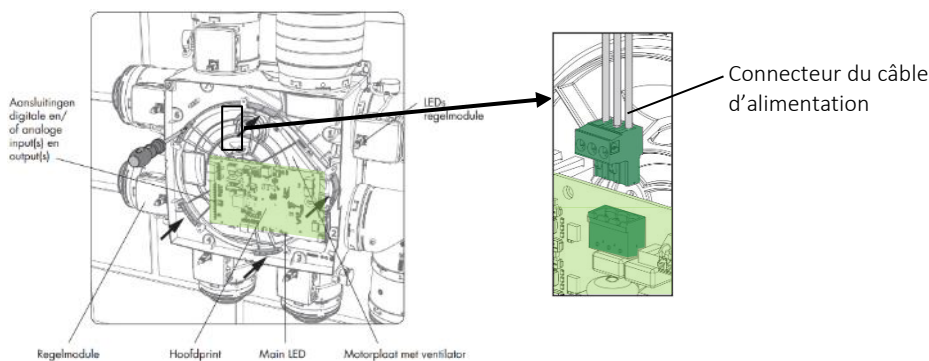 Aansluitingen
digitale en/
of analoge
input(s) en
output(s)
LEDs
regelmodule
Connecteur du câble
d'alimentation
Regelmodule
Hoofdprint
Main LED
Motorplaat met ventilator